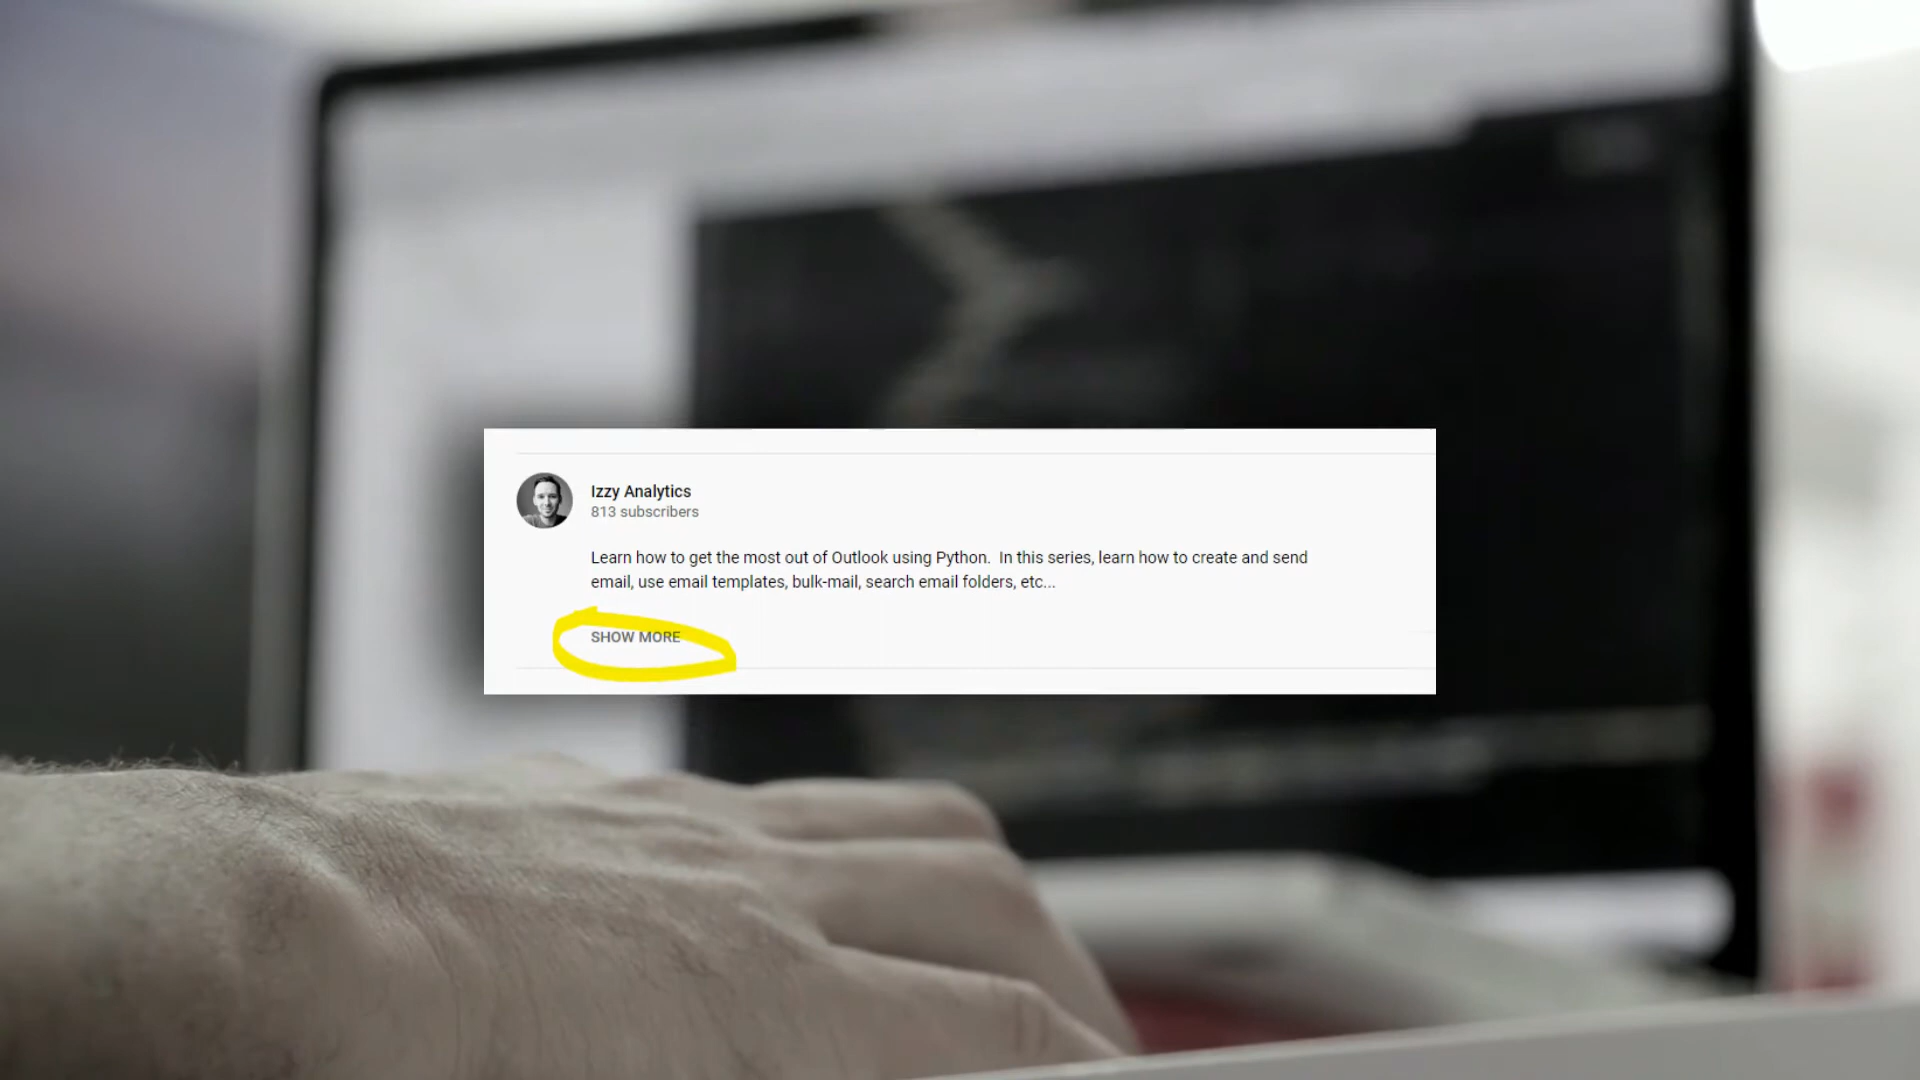 Izzy Analytics
813 subscribers
Learn how to get the most out of Outlook using Python.  In this series, learn how to create and send
email, use email templates, bulk-mail, search email folders, etc...
SHOW MORE